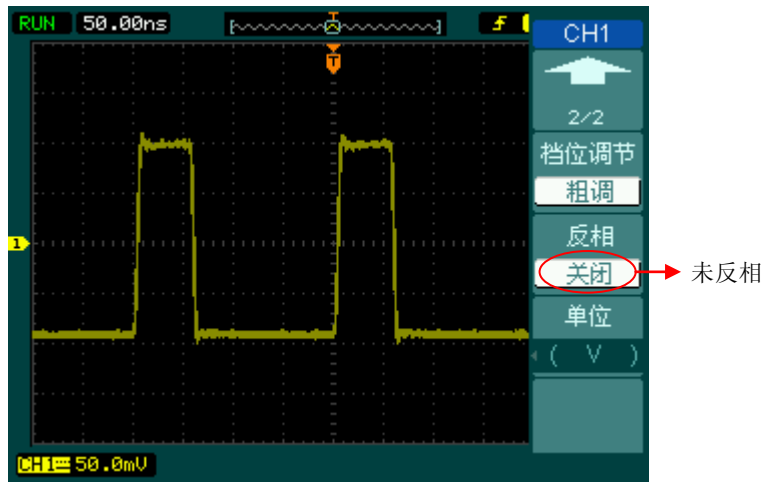 RUN 50.00ns
T
CH1
2/2
档位调节
粗调
反相
关闭
未反相
单位
( V )
T
1
CH1 50.0mV